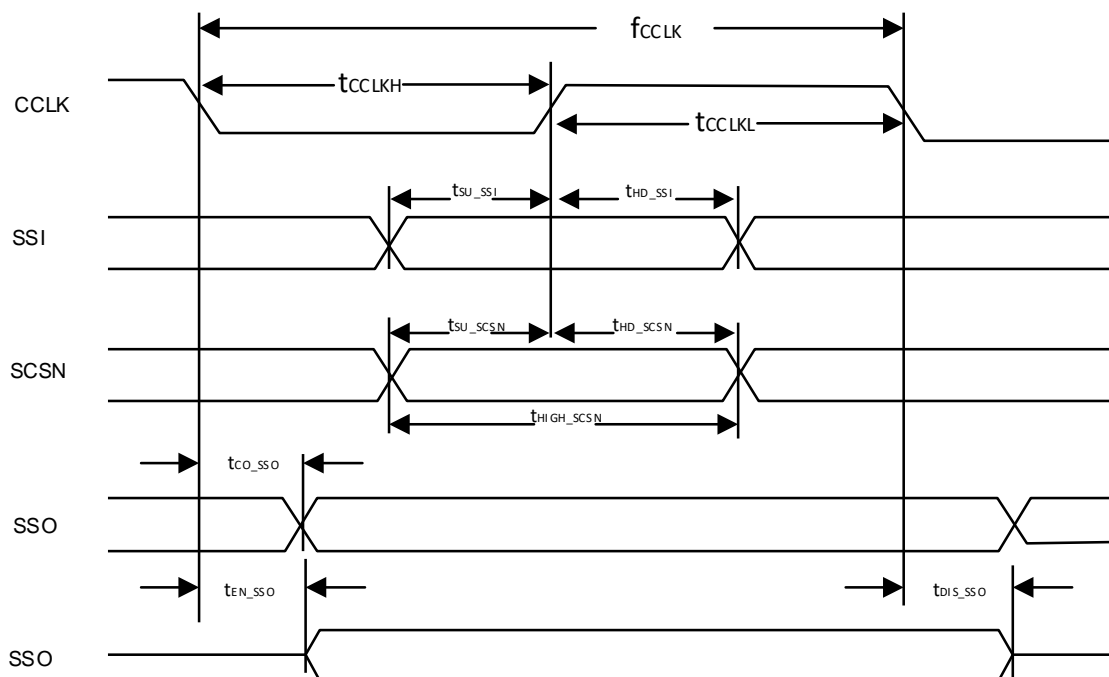 fCCLK
tCCLKH
CCLK
tCCLKL
tSU_SSI
tHD_SSI
SSI
tSU_SCSN
tHD_SCSN
SCSN
tHIGH_SCSN
tCO_SSO
SSO
tEN_SSO
tDIS_SSO
SSO